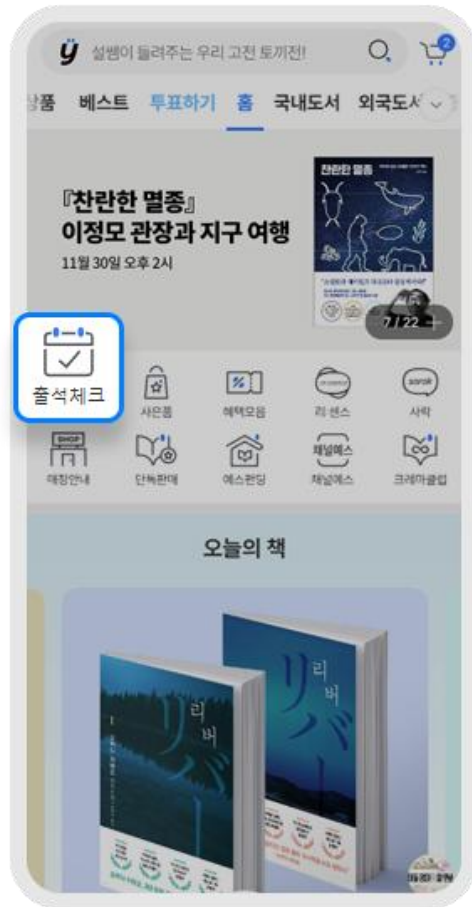 ÿ 설쌤이 들려주는 우리 고전 토끼전! 2
상품 베스트 투표하기 홈 국내도서 외국도서
『찬란한 멸종』
이정모 관장과 지구 여행
11월 30일 오후 2시
찬란한 멸종
7 / 22 +
출석체크
사은품 혜택모음 리:센스 사락
sarak
SHOP
채널예스
매장안내 단독판매 예스펀딩 채널예스 크레마클럽
오늘의 책
리버
リバー
I
리버
リバー